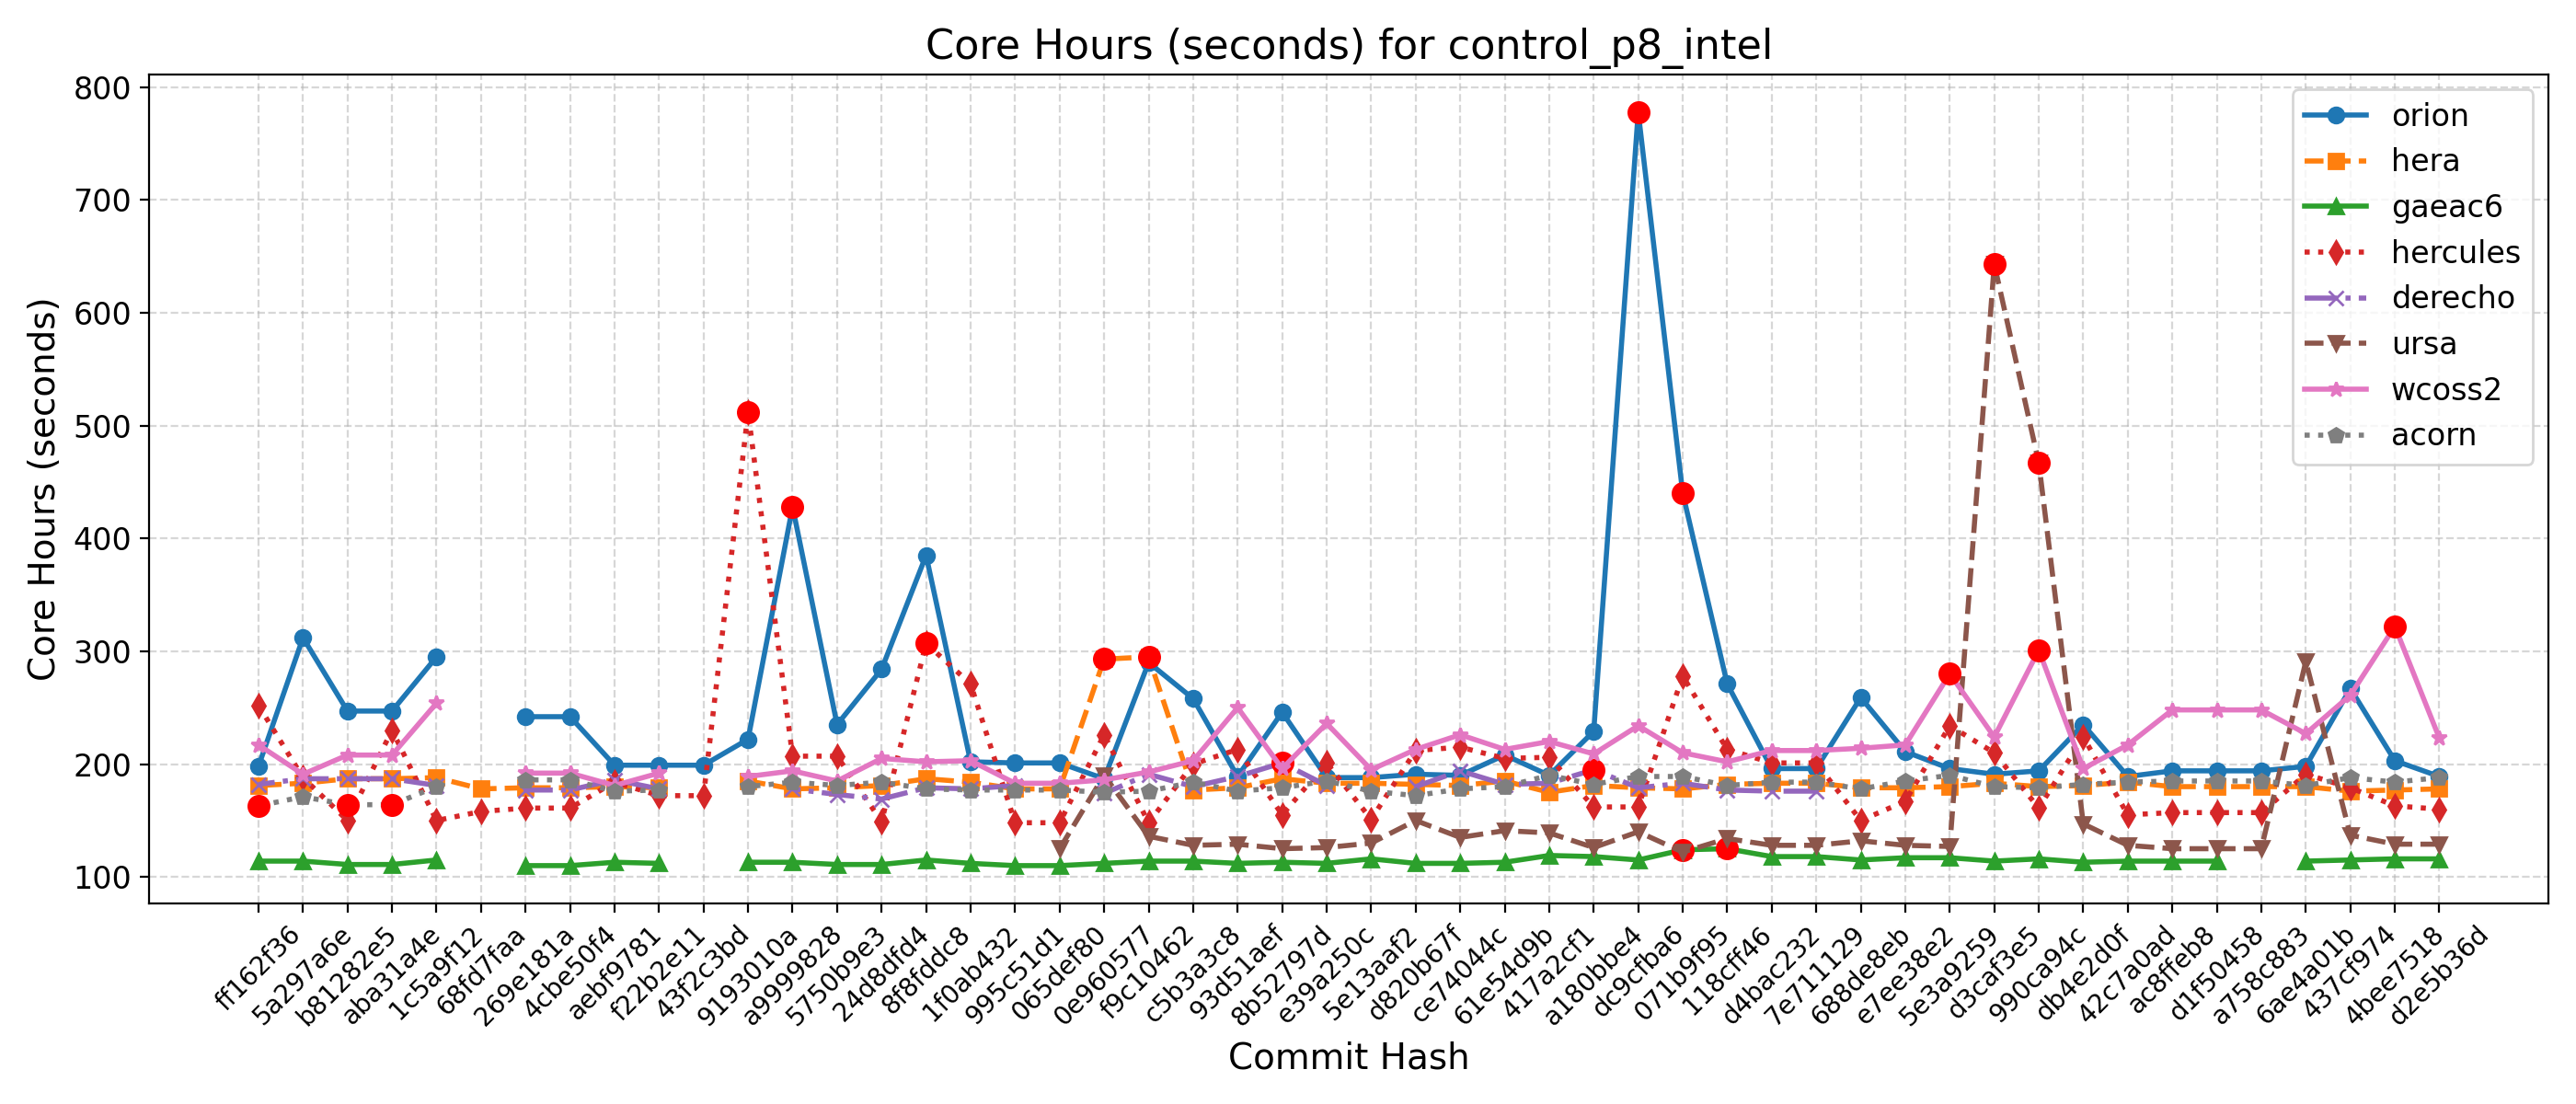 Core Hours (seconds) for control_p8_intel
Core Hours (seconds)
800
700
600
500
400
300
200
100
orion
hera
gaeac6
hercules
derecho
ursa
wcoss2
acorn
ff162f36
5a297a6e
b81282e5
aba31a4e
1c5a9f12
68fd7faa
269e181a
4cbe50f4
aebf9781
f22b2e11
43f2c3bd
9193010a
a9999828
5750b9e3
24d8dfd4
8f8fddc8
1f0ab432
995c51d1
065def80
0e960577
f9c10462
c5b3a3c8
93d51aef
8b52797d
e39a250c
5e13aaf2
d820b67f
ce74044c
61e54d9b
417a2cf1
a180bbe4
dc9cfba6
071b9f95
118cff46
d4bac232
7e711129
688de8eb
e7ee38e2
5e3a9259
d3caf3e5
990ca94c
db4e2d0f
42c7a0ad
ac8ffeb8
d1f50458
a758c883
6ae4a01b
437cf974
4bee7518
d2e5b36d
Commit Hash